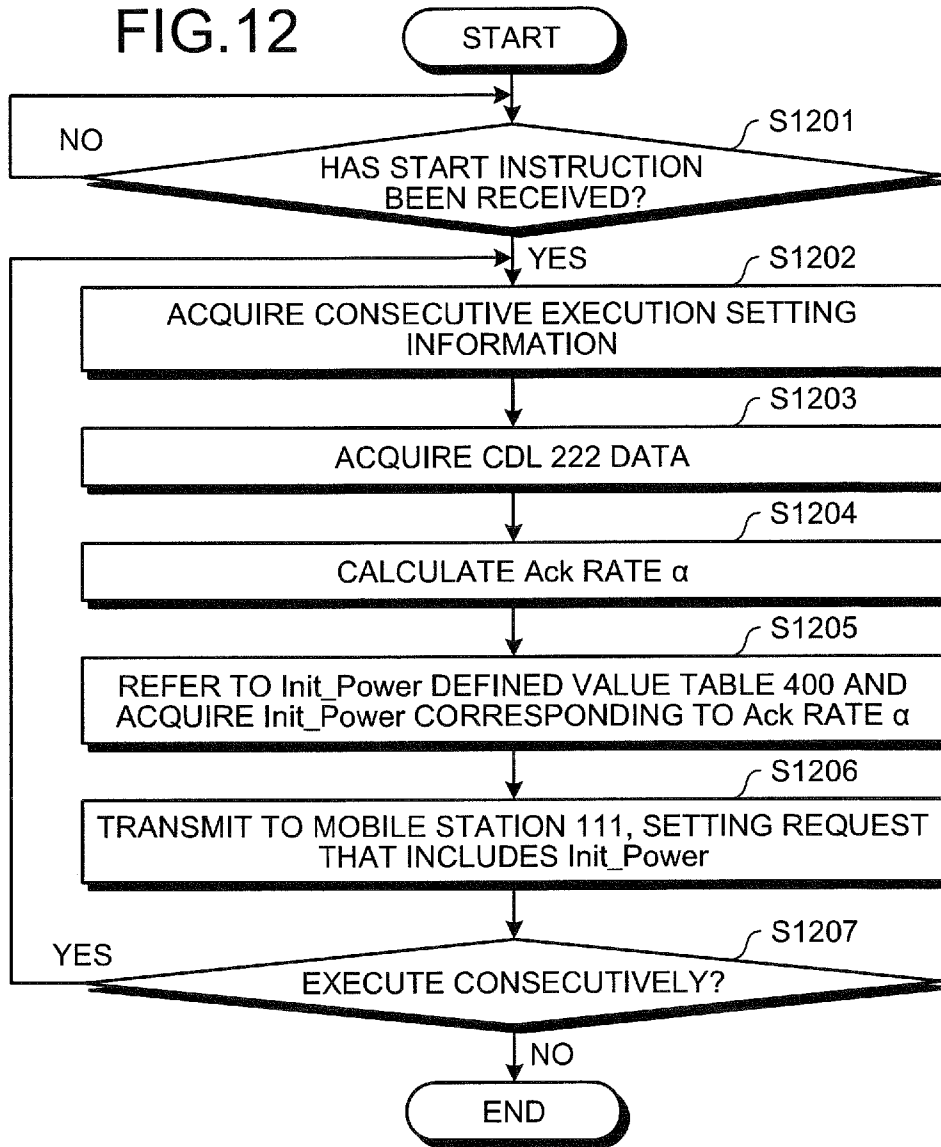 FIG.12
START
S1201
NO
HAS START INSTRUCTION
BEEN RECEIVED?
YES
S1202
ACQUIRE CONSECUTIVE EXECUTION SETTING
INFORMATION
S1203
ACQUIRE CDL 222 DATA
S1204
CALCULATE Ack RATE α
S1205
REFER TO Init_Power DEFINED VALUE TABLE 400 AND
ACQUIRE Init_Power CORRESPONDING TO Ack RATE α
S1206
TRANSMIT TO MOBILE STATION 111, SETTING REQUEST
THAT INCLUDES Init_Power
S1207
YES
EXECUTE CONSECUTIVELY?
NO
END